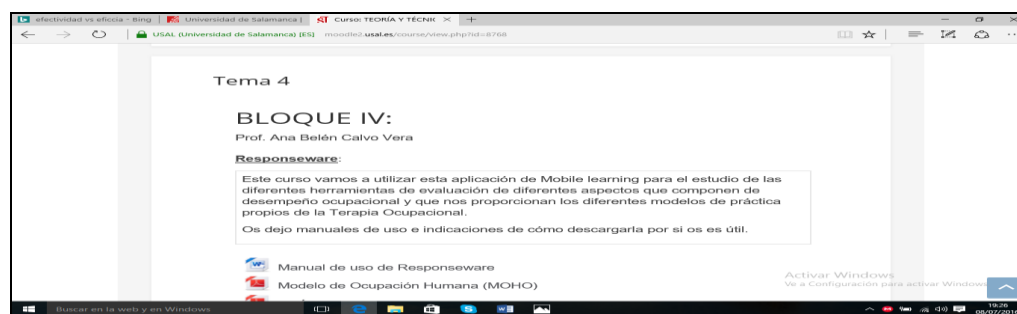 efectividad vs eficcia - Bing
Universidad de Salamanca |
Curso: TEORÍA Y TÉCNIC
USAL (Universidad de Salamanca) [ES] moodle2.usal.es/course/view.php?id=8768
Tema 4
BLOQUE IV:
Prof. Ana Belén Calvo Vera
Responseware:
Este curso vamos a utilizar esta aplicación de Mobile learning para el estudio de las
diferentes herramientas de evaluación de diferentes aspectos que componen de
desempeño ocupacional y que nos proporcionan los diferentes modelos de práctica
propios de la Terapia Ocupacional.
Os dejo manuales de uso e indicaciones de cómo descargarla por si os es útil.
Manual de uso de Responseware
Modelo de Ocupación Humana (MOHO)
Activar Windows
Ve a Configuración para activar Windows
Buscar en la web y en Windows
19:26
08/07/2016